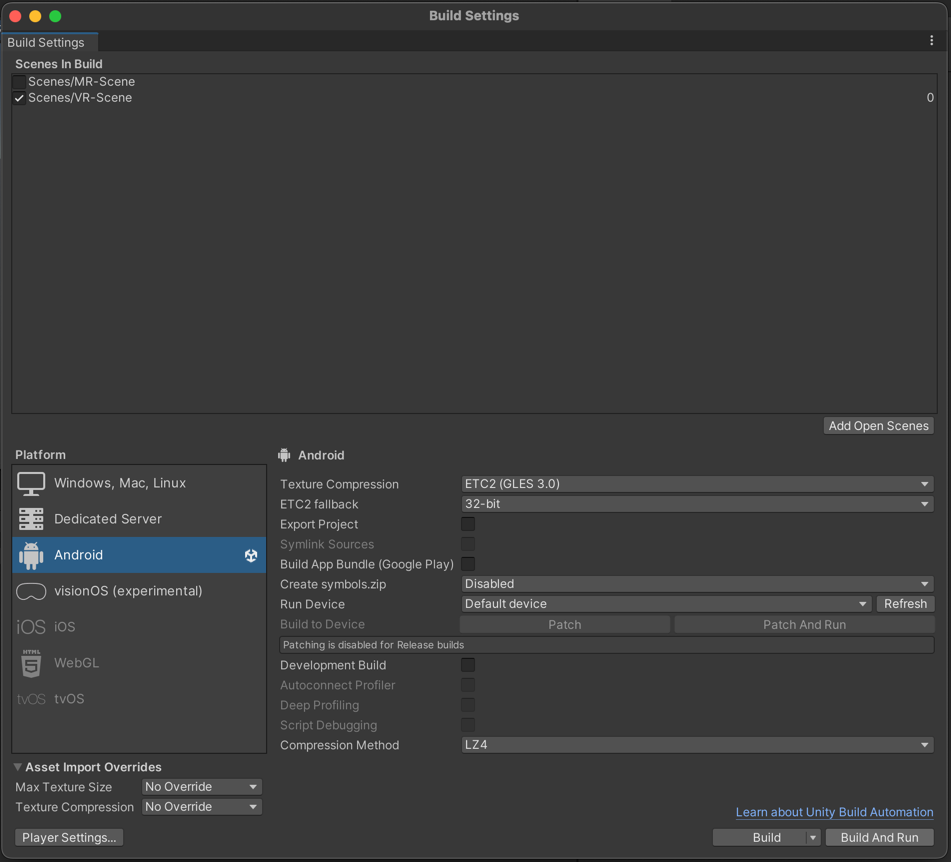 Build Settings
Build Settings
Scenes In Build
Scenes/MR-Scene
Scenes/VR-Scene 0
Add Open Scenes
Platform
Windows, Mac, Linux
Dedicated Server
Android
visionOS (experimental)
iOS iOS
HTML 5 WebGL
tvOS tvOS
Android
Texture Compression ETC2 (GLES 3.0)
ETC2 fallback 32-bit
Export Project
Symlink Sources
Build App Bundle (Google Play)
Create symbols.zip Disabled
Run Device Default device Refresh
Build to Device Patch Patch And Run
Patching is disabled for Release builds
Development Build
Autoconnect Profiler
Deep Profiling
Script Debugging
Compression Method LZ4
Asset Import Overrides
Max Texture Size No Override
Texture Compression No Override
Learn about Unity Build Automation
Player Settings... Build Build And Run